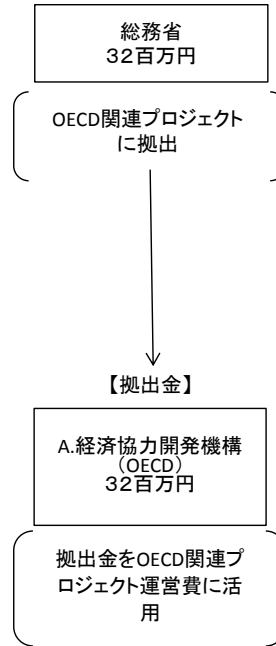 総務省
32百万円
OECD関連プロジェクト
に拠出
【拠出金】
A.経済協力開発機構
（OECD）
32百万円
拠出金をOECD関連プ
ロジェクト運営費に活
用